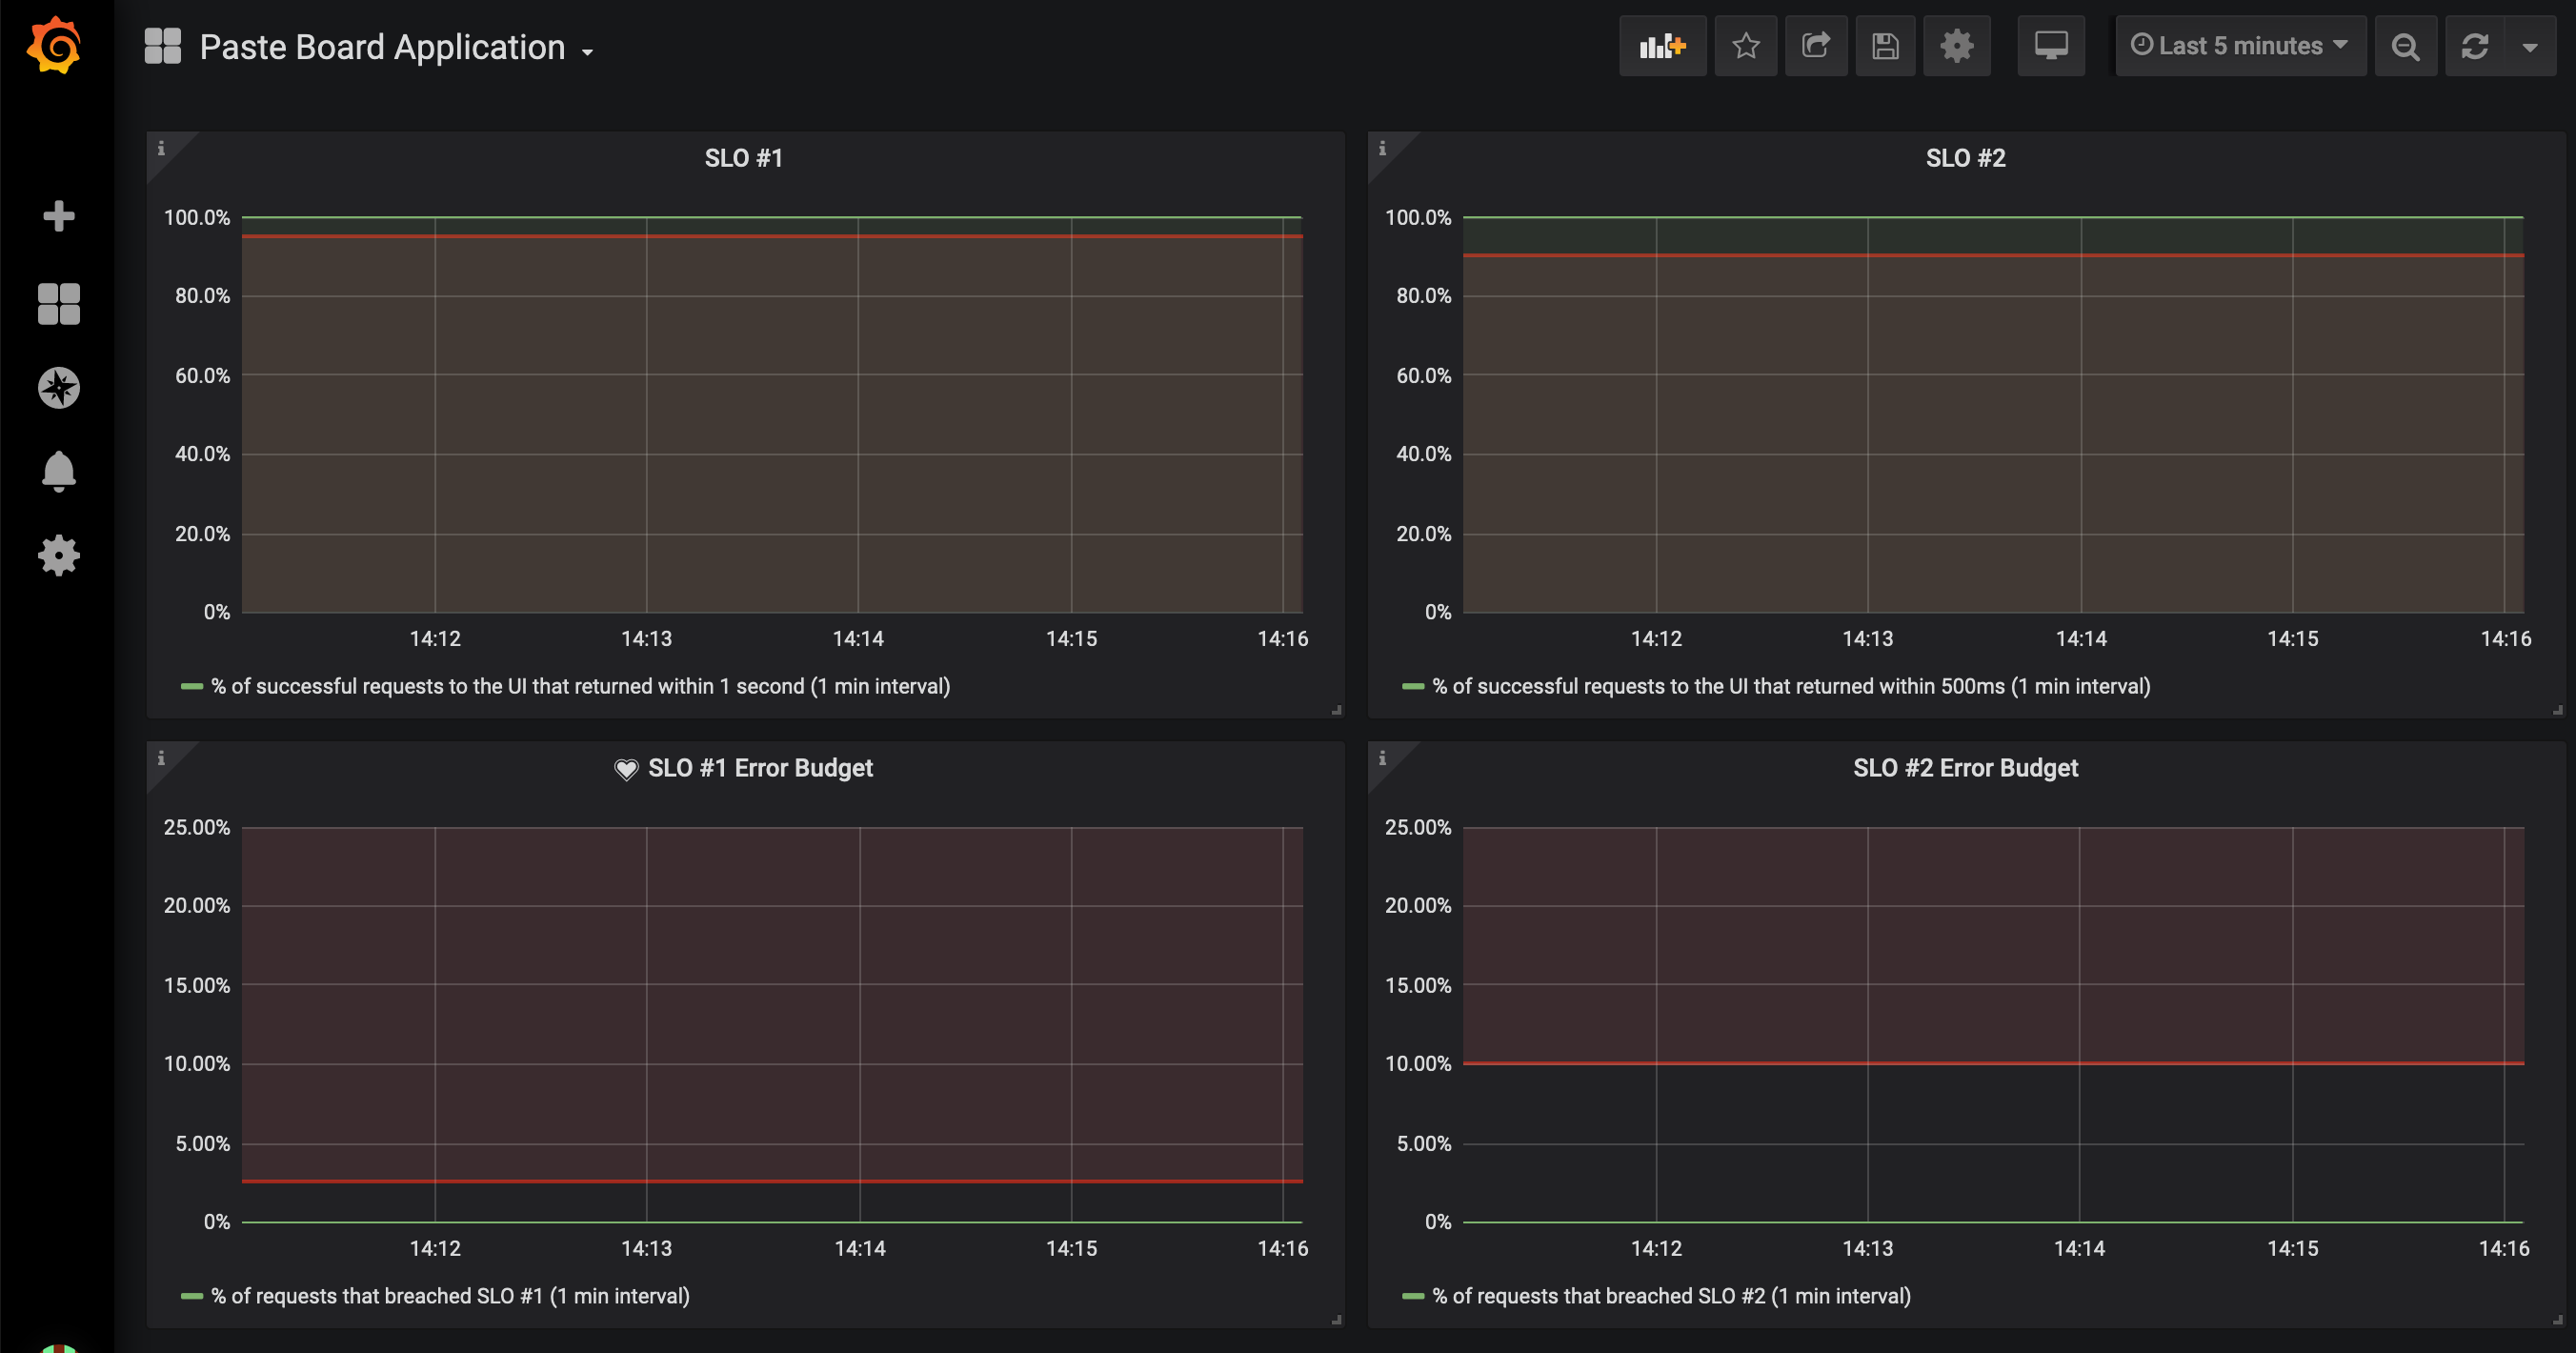 Paste Board Application
Last 5 minutes
SLO #1
100.0%
80.0%
60.0%
40.0%
20.0%
0%
14:12 14:13 14:14 14:15 14:16
% of successful requests to the UI that returned within 1 second (1 min interval)
SLO #2
100.0%
80.0%
60.0%
40.0%
20.0%
0%
14:12 14:13 14:14 14:15 14:16
% of successful requests to the UI that returned within 500ms (1 min interval)
SLO #1 Error Budget
25.00%
20.00%
15.00%
10.00%
5.00%
0%
14:12 14:13 14:14 14:15 14:16
% of requests that breached SLO #1 (1 min interval)
SLO #2 Error Budget
25.00%
20.00%
15.00%
10.00%
5.00%
0%
14:12 14:13 14:14 14:15 14:16
% of requests that breached SLO #2 (1 min interval)